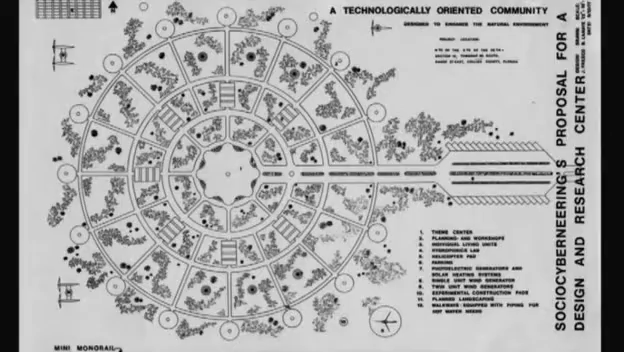 A TECHNOLOGICALLY ORIENTED COMMUNITY
DESIGNED TO ENHANCE THE NATURAL ENVIRONMENT
PROJECT LOCATION:
1. THEME CENTER
2. PLANNING AND WORKSHOPS
3. INDIVIDUAL LIVING UNITS
4. HYDROPONICS LAB
5. HELICOPTER PAD
6. PARKING
7. PHOTOELECTRIC GENERATORS AND
SOLAR HEATING SYSTEMS
8. SINGLE UNIT WIND GENERATOR
9. TWIN UNIT WIND GENERATORS
10. EXPERIMENTAL CONSTRUCTION PADS
11. PLANNED LANDSCAPING
12. WALKWAYS EQUIPPED WITH PIPING FOR
HOT WATER NEEDS
MINI MONORAIL
SOCIOCYBERNEERING'S PROPOSAL FOR A
DESIGN AND RESEARCH CENTER